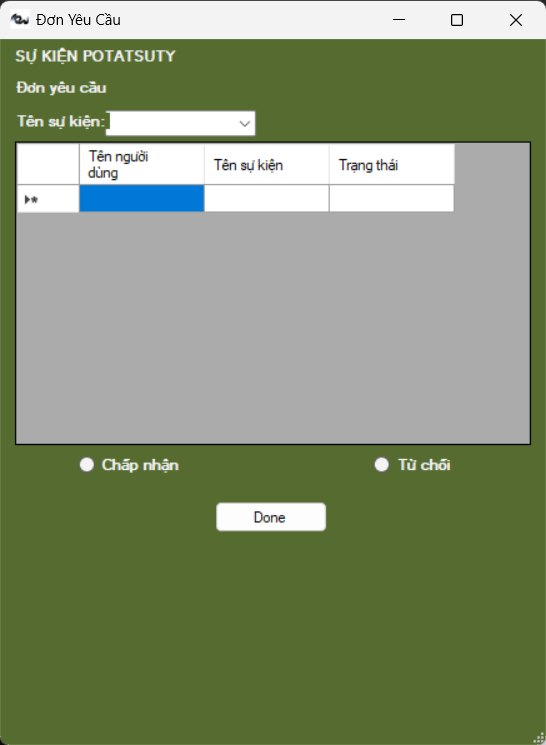 Đơn Yêu Cầu
SỰ KIỆN POTATSUTY
Đơn yêu cầu
Tên sự kiện:
Tên người
dùng
Tên sự kiện
Trạng thái
Chấp nhận
Từ chối
Done